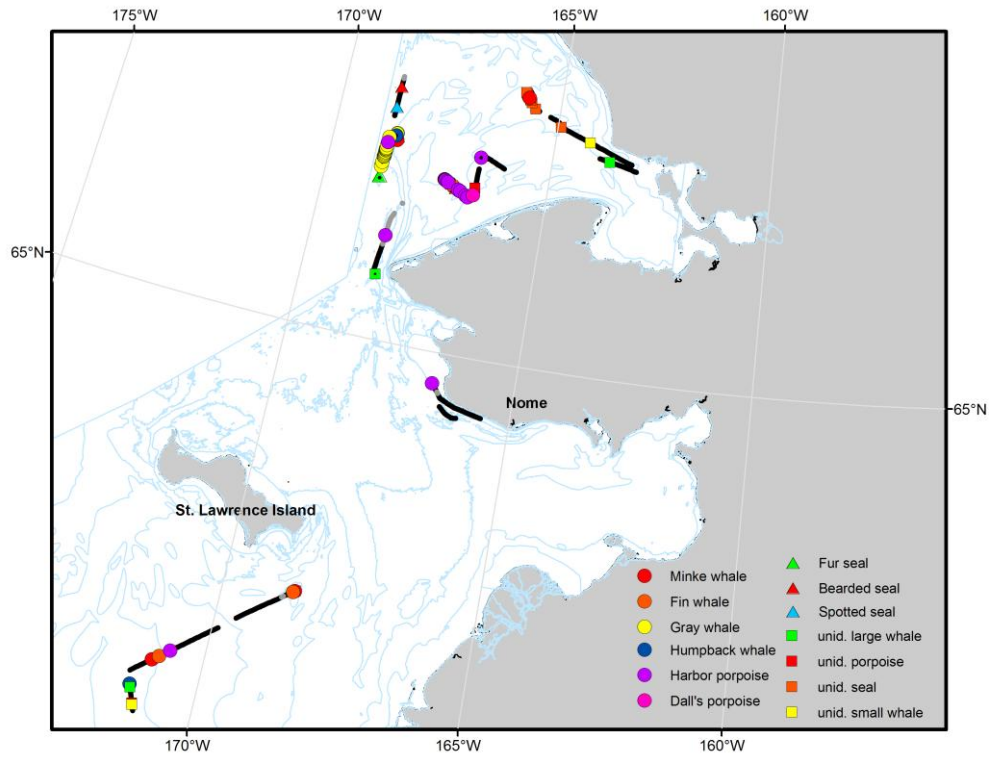 175°W 170°W 165°W 160°W
65°N
65°N
Nome
St. Lawrence Island
Minke whale
Fin whale
Gray whale
Humpback whale
Harbor porpoise
Dall's porpoise
Fur seal
Bearded seal
Spotted seal
unid. large whale
unid. porpoise
unid. seal
unid. small whale
170°W 165°W 160°W